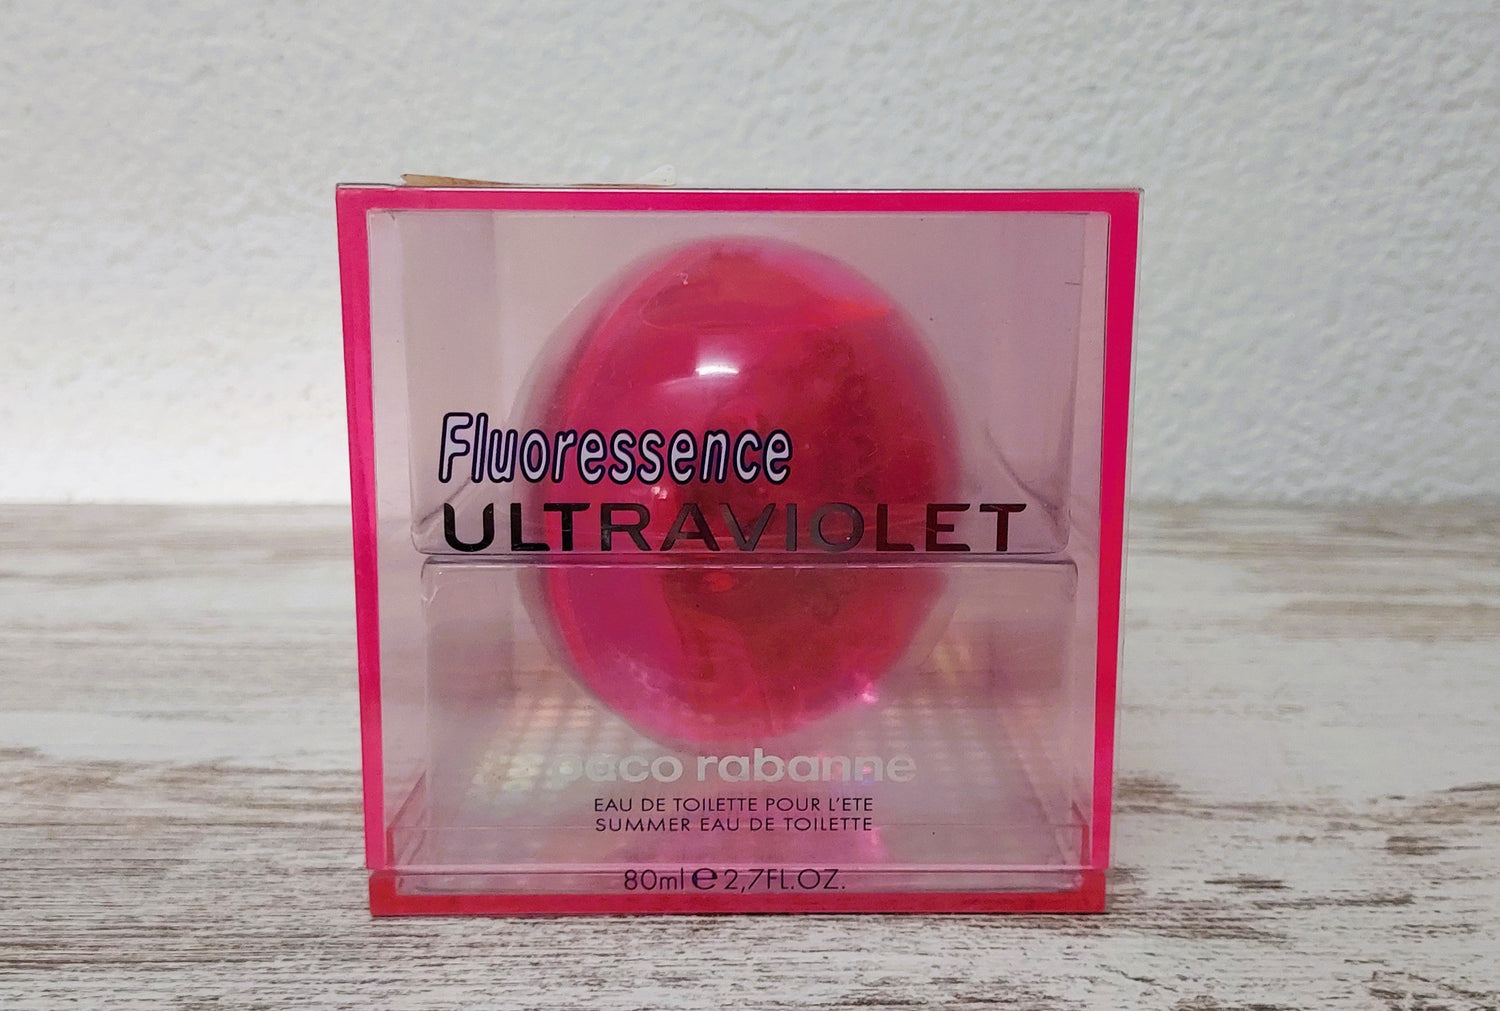 Fluoressence
ULTRAVIOLET
paco rabanne
EAU DE TOILETTE POUR L'ETE
SUMMER EAU DE TOILETTE
80ml e 2,7FL.OZ.